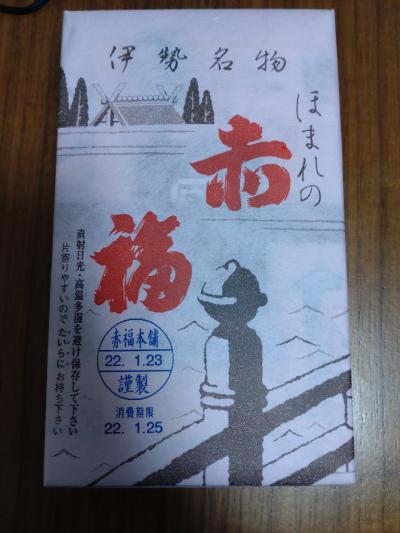 伊勢名物
ほまれの
赤福
直射日光・高温多湿を避け保存して下さい
片寄りやすいのでたいらにお持ち下さい
赤福本舗
22. 1.23
謹製
消費期限
22. 1.25